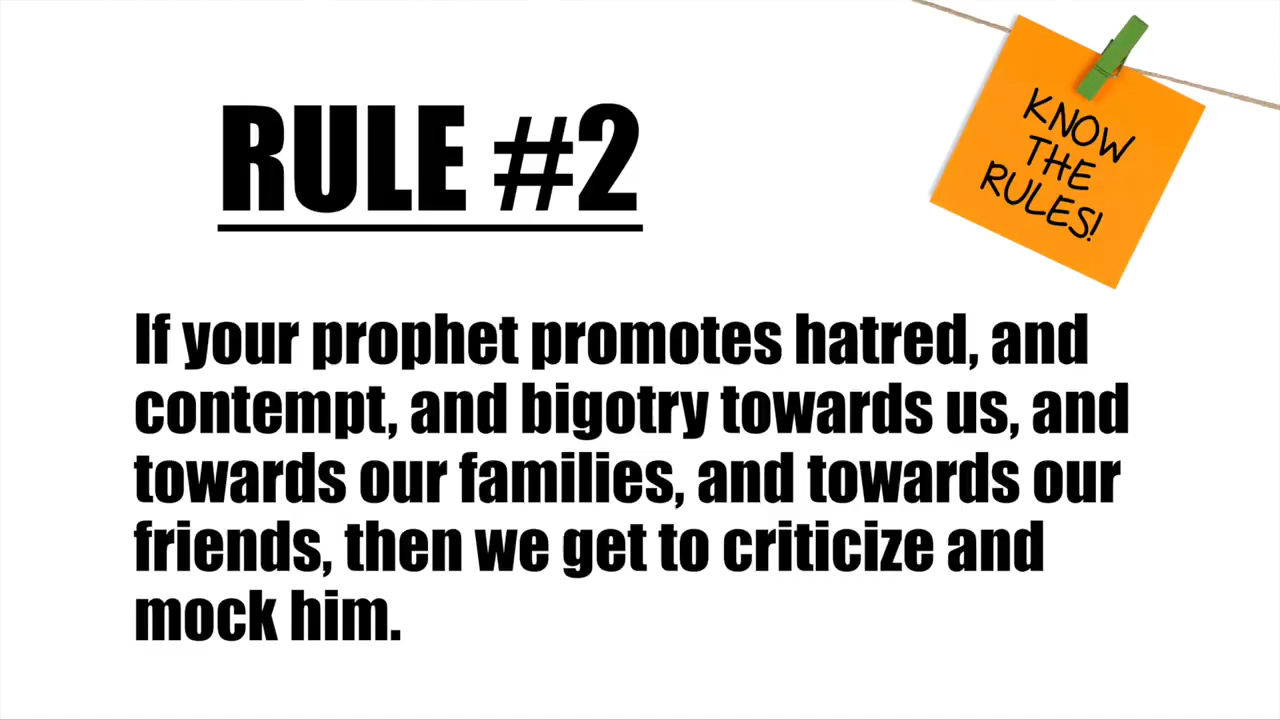 RULE #2
KNOW
THE
RULES!
If your prophet promotes hatred, and
contempt, and bigotry towards us, and
towards our families, and towards our
friends, then we get to criticize and
mock him.